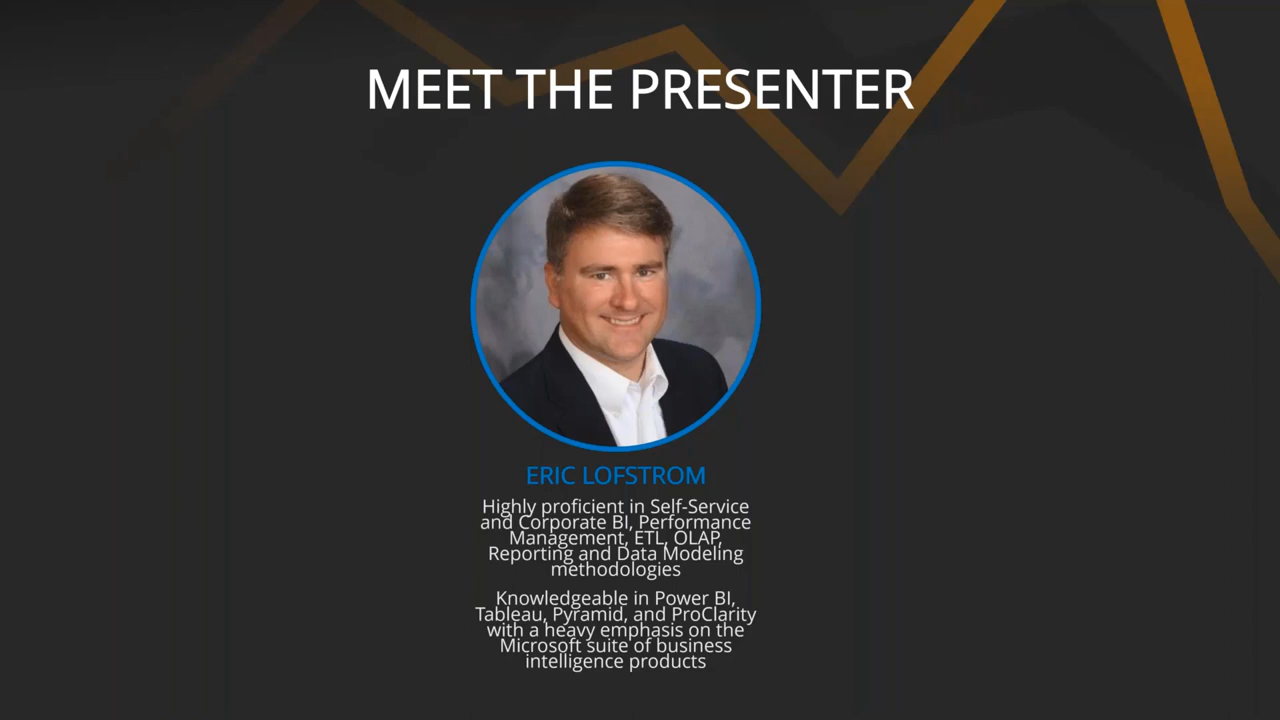 MEET THE PRESENTER
ERIC LOFSTROM
Highly proficient in Self-Service
and Corporate BI, Performance
Management, ETL, OLAP,
Reporting and Data Modeling
methodologies
Knowledgeable in Power BI,
Tableau, Pyramid, and ProClarity
with a heavy emphasis on the
Microsoft suite of business
intelligence products